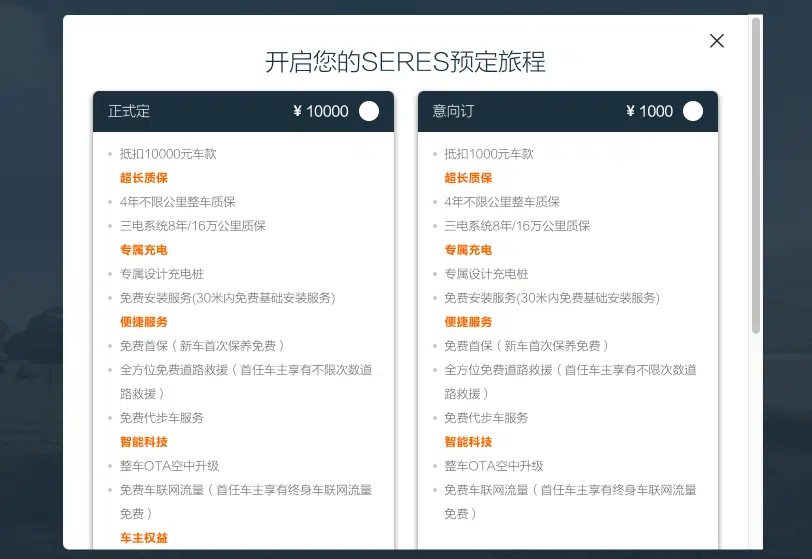 开启您的SERES预定旅程
正式定 ¥ 10000
抵扣10000元车款
超长质保
4年不限公里整车质保
三电系统8年/16万公里质保
专属充电
专属设计充电桩
免费安装服务(30米内免费基础安装服务)
便捷服务
免费首保（新车首次保养免费）
全方位免费道路救援（首任车主享有不限次数道
路救援）
免费代步车服务
智能科技
整车OTA空中升级
免费车联网流量（首任车主享有终身车联网流量
免费）
车主权益
意向订 ¥ 1000
抵扣1000元车款
超长质保
4年不限公里整车质保
三电系统8年/16万公里质保
专属充电
专属设计充电桩
免费安装服务(30米内免费基础安装服务)
便捷服务
免费首保（新车首次保养免费）
全方位免费道路救援（首任车主享有不限次数道
路救援）
免费代步车服务
智能科技
整车OTA空中升级
免费车联网流量（首任车主享有终身车联网流量
免费）